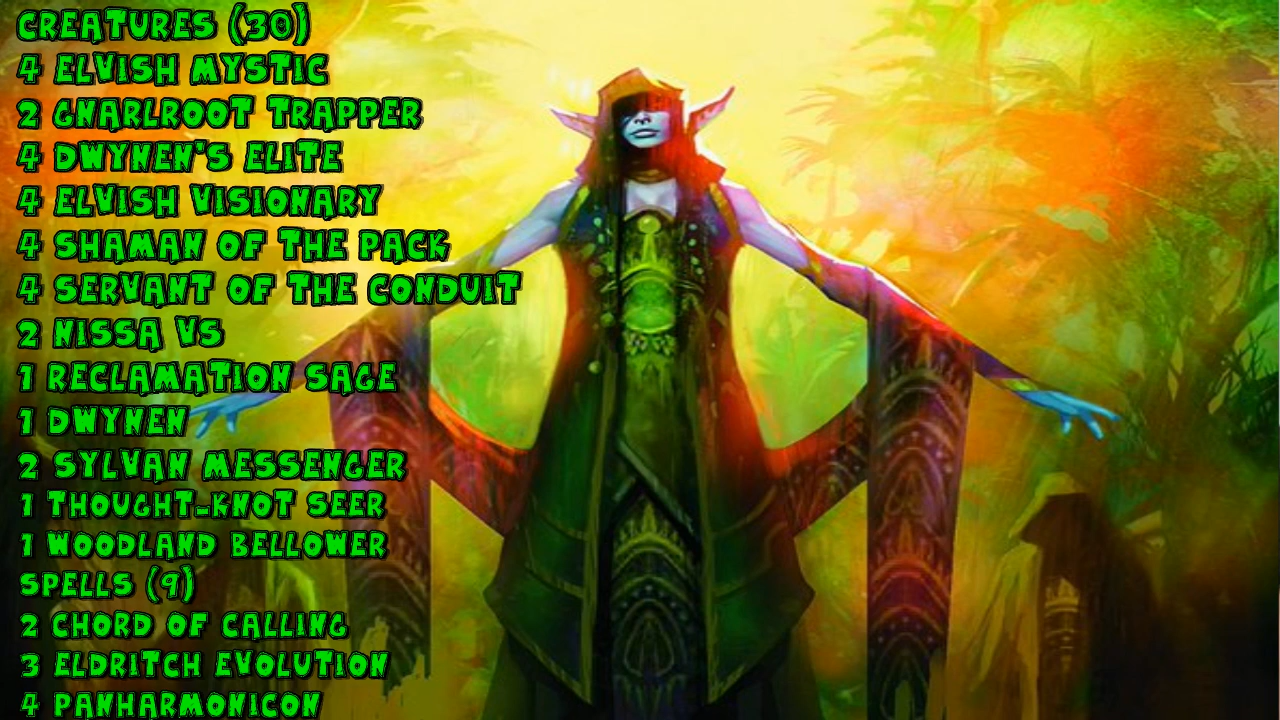 CREATURES (30)
4 ELVISH MYSTIC
2 GNARLROOT TRAPPER
4 DWYNEN'S ELITE
4 ELVISH VISIONARY
4 SHAMAN OF THE PACK
4 SERVANT OF THE CONDUIT
2 NISSA VS
1 RECLAMATION SAGE
1 DWYNEN
2 SYLVAN MESSENGER
1 THOUGHT-KNOT SEER
1 WOODLAND BELLOWER
SPELLS (9)
2 CHORD OF CALLING
3 ELDRITCH EVOLUTION
4 PANHARMONICON